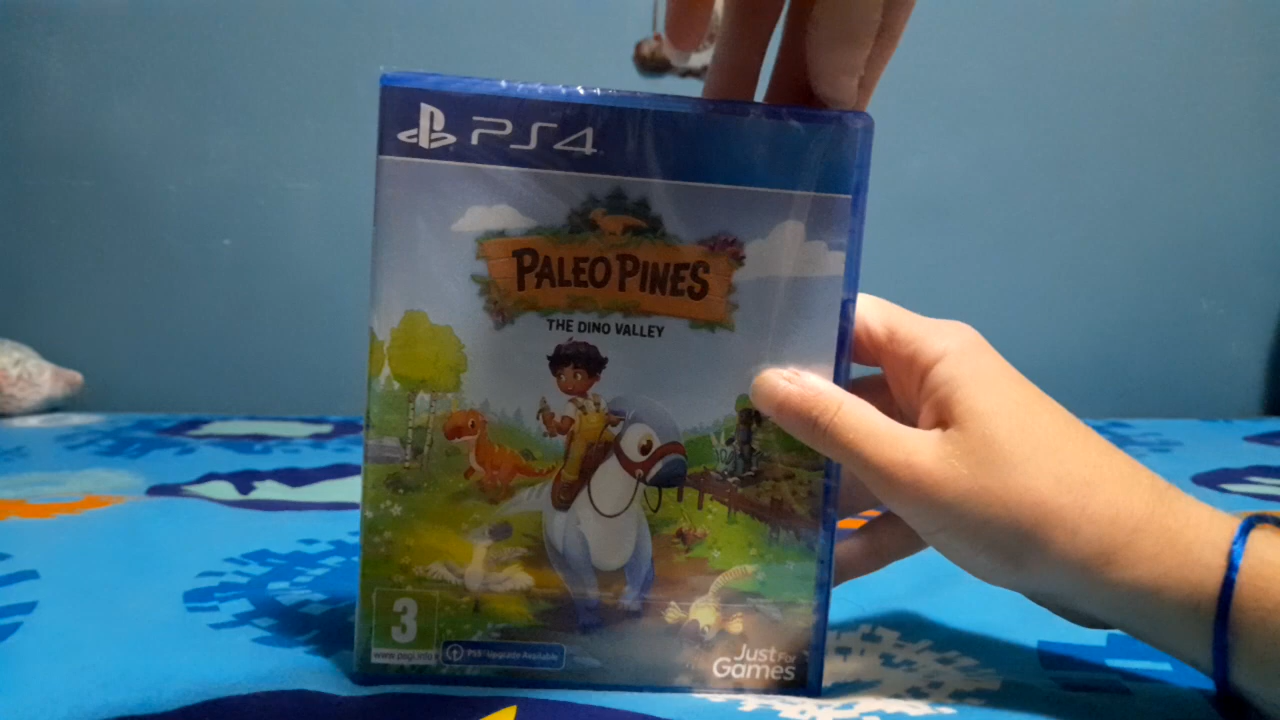 PS4
PALEO PINES
THE DINO VALLEY
3
www.pegi.info
PS5 Upgrade Available
Just For
Games